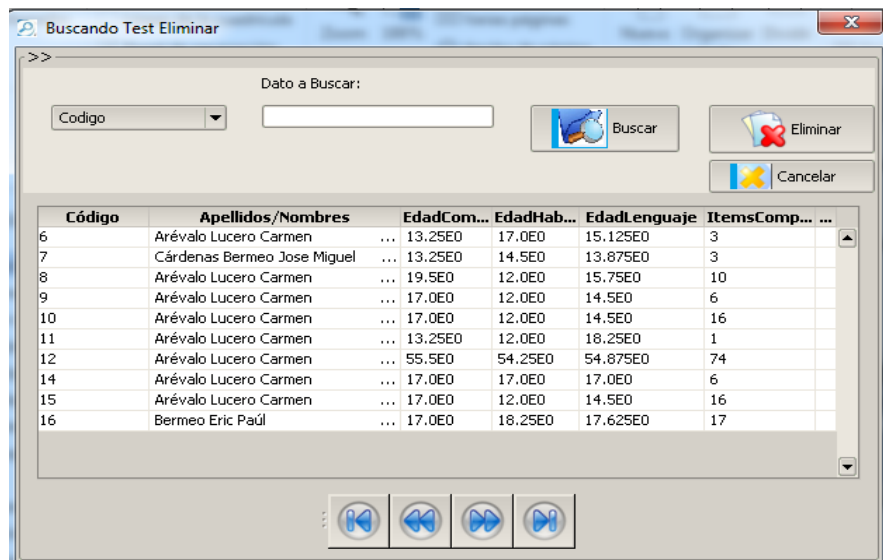 Buscando Test Eliminar
>>
Dato a Buscar:
Codigo
Buscar
Eliminar
Cancelar
Código Apellidos/Nombres EdadCom... EdadHab... EdadLenguaje ItemsComp... ...
6 Arévalo Lucero Carmen ... 13.25E0 17.0E0 15.125E0 3
7 Cárdenas Bermeo Jose Miguel ... 13.25E0 14.5E0 13.875E0 3
8 Arévalo Lucero Carmen ... 19.5E0 12.0E0 15.75E0 10
9 Arévalo Lucero Carmen ... 17.0E0 12.0E0 14.5E0 6
10 Arévalo Lucero Carmen ... 17.0E0 12.0E0 14.5E0 16
11 Arévalo Lucero Carmen ... 13.25E0 12.0E0 18.25E0 1
12 Arévalo Lucero Carmen ... 55.5E0 54.25E0 54.875E0 74
14 Arévalo Lucero Carmen ... 17.0E0 17.0E0 17.0E0 6
15 Arévalo Lucero Carmen ... 17.0E0 12.0E0 14.5E0 16
16 Bermeo Eric Paúl ... 17.0E0 18.25E0 17.625E0 17